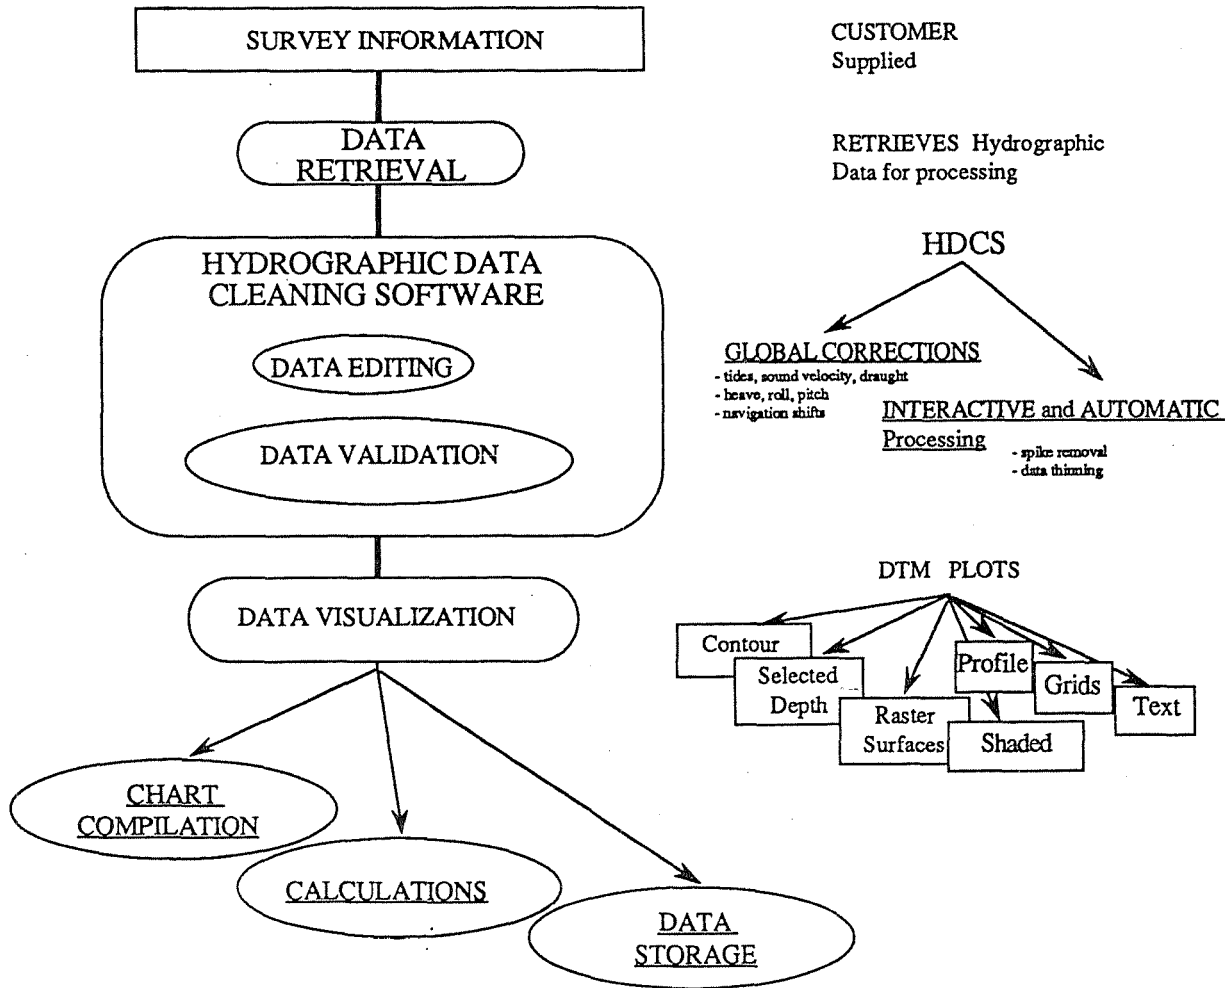 SURVEY INFORMATION
CUSTOMER
Supplied
DATA
RETRIEVAL
RETRIEVES Hydrographic
Data for processing
HYDROGRAPHIC DATA
CLEANING SOFTWARE
DATA EDITING
DATA VALIDATION
HDCS
GLOBAL CORRECTIONS
- tides, sound velocity, draught
- heave, roll, pitch
- navigation shifts
INTERACTIVE and AUTOMATIC
Processing
- spike removal
- data thinning
DATA VISUALIZATION
DTM PLOTS
Contour
Selected
Depth
Raster
Surfaces
Profile
Shaded
Grids
Text
CHART
COMPILATION
CALCULATIONS
DATA
STORAGE